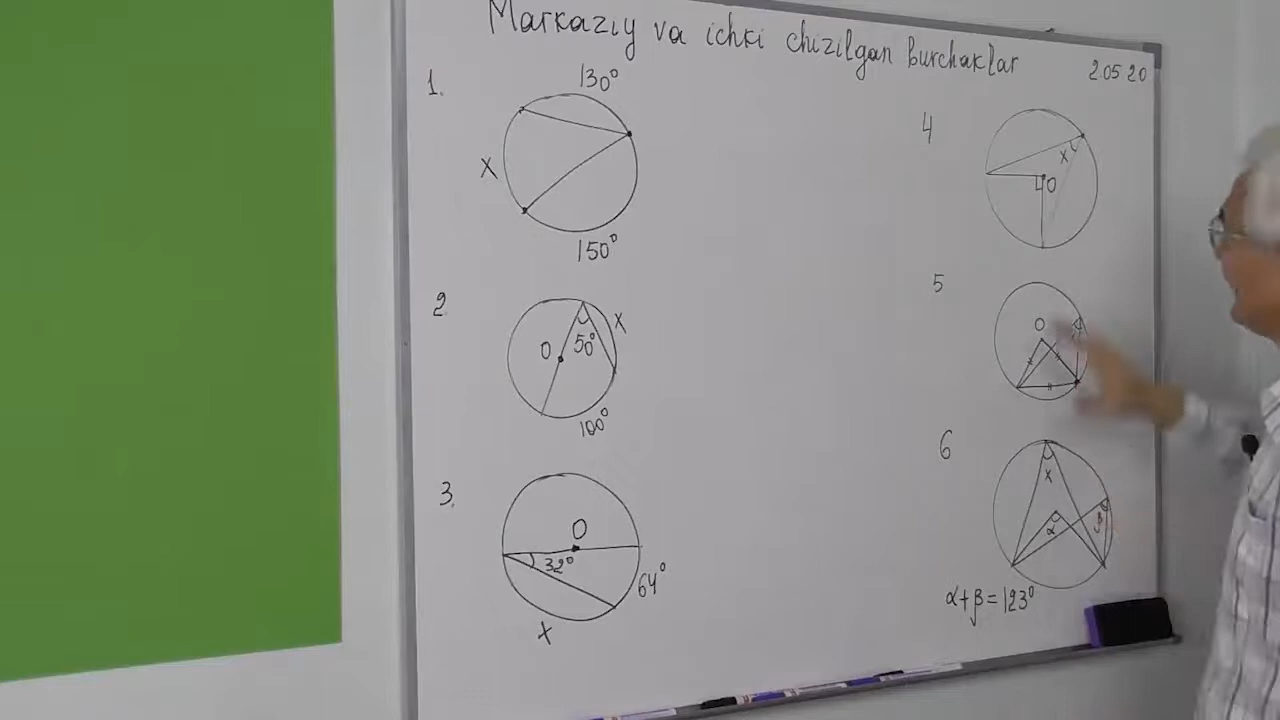 Markaziy va ichki chizilgan burchaklar
2.05 20
1.
130°
X
150°
2
O
50°
X
100°
3.
O
32°
64°
X
4
X
O
5
O
6
X
α
β
α+β=123°